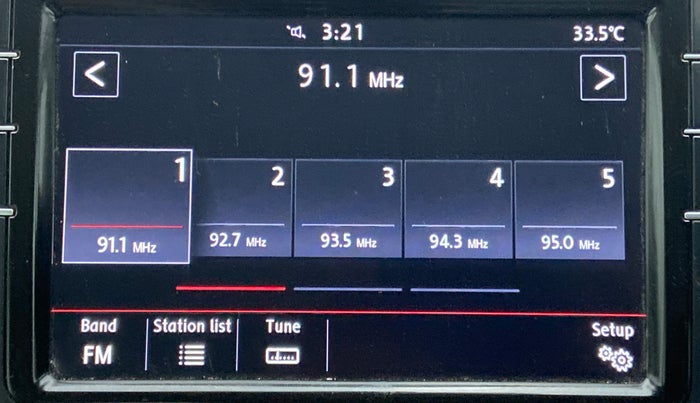 3:21 33.5°C
< 91.1 MHz >
1 2 3 4 5
91.1 MHz 92.7 MHz 93.5 MHz 94.3 MHz 95.0 MHz
Band Station list Tune Setup
FM